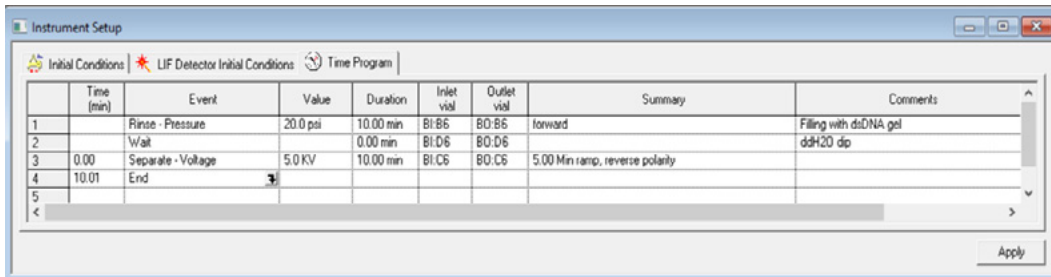 Instrument Setup
Initial Conditions LIF Detector Initial Conditions Time Program
Time (min) Event Value Duration Inlet vial Outlet vial Summary Comments
1 Rinse - Pressure 20.0 psi 10.00 min BI:B6 BO:B6 forward Filling with dsDNA gel
2 Wait 0.00 min BI:D6 BO:D6 ddH2O dip
3 0.00 Separate - Voltage 5.0 KV 10.00 min BI:C6 BO:C6 5.00 Min ramp, reverse polarity
4 10.01 End
5
Apply